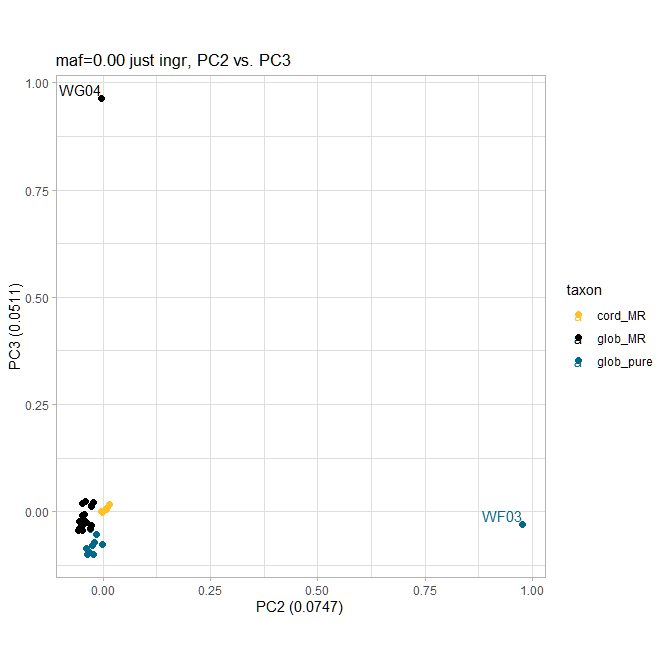 maf=0.00 just ingr, PC2 vs. PC3
1.00
WG04
0.75
0.50
0.25
0.00
PC3 (0.0511)
WF03
0.00
0.25
0.50
0.75
1.00
PC2 (0.0747)
taxon
a cord_MR
a glob_MR
a glob_pure